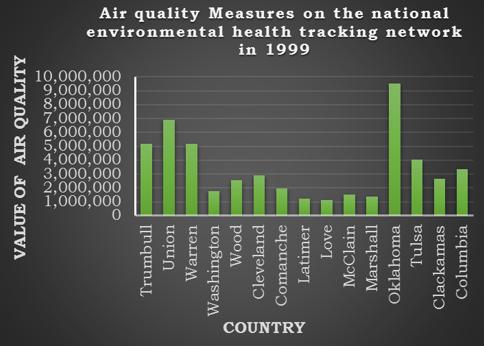 Air quality Measures on the national
environmental health tracking network
in 1999
VALUE OF AIR QUALITY
10,000,000
9,000,000
8,000,000
7,000,000
6,000,000
5,000,000
4,000,000
3,000,000
2,000,000
1,000,000
0
Trumbull
Union
Warren
Washington
Wood
Cleveland
Comanche
Latimer
Love
McClain
Marshall
Oklahoma
Tulsa
Clackamas
Columbia
COUNTRY